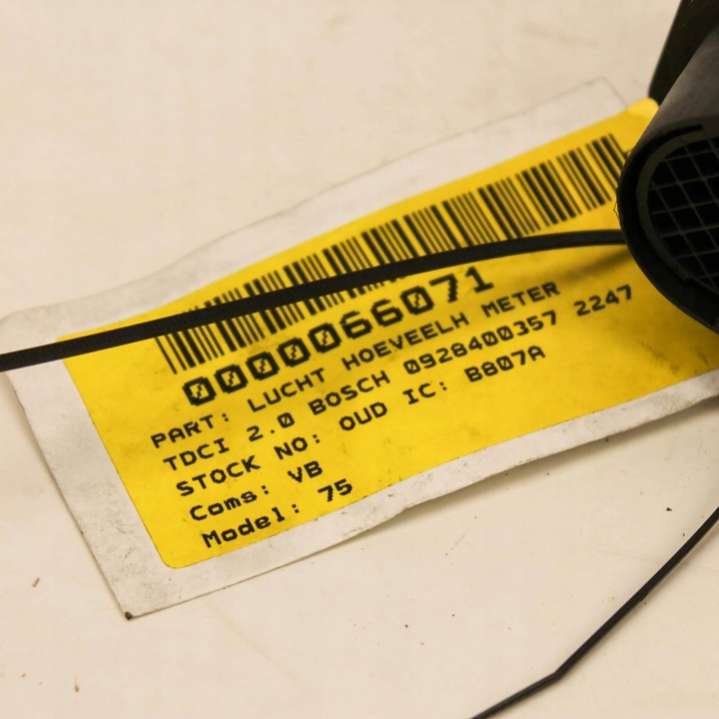 0000066071
PART: LUCHT HOEVEELH METER
TDCI 2.0 BOSCH 0928400357 2247
STOCK NO: OUD IC: B807A
Coms: VB
Model: 75